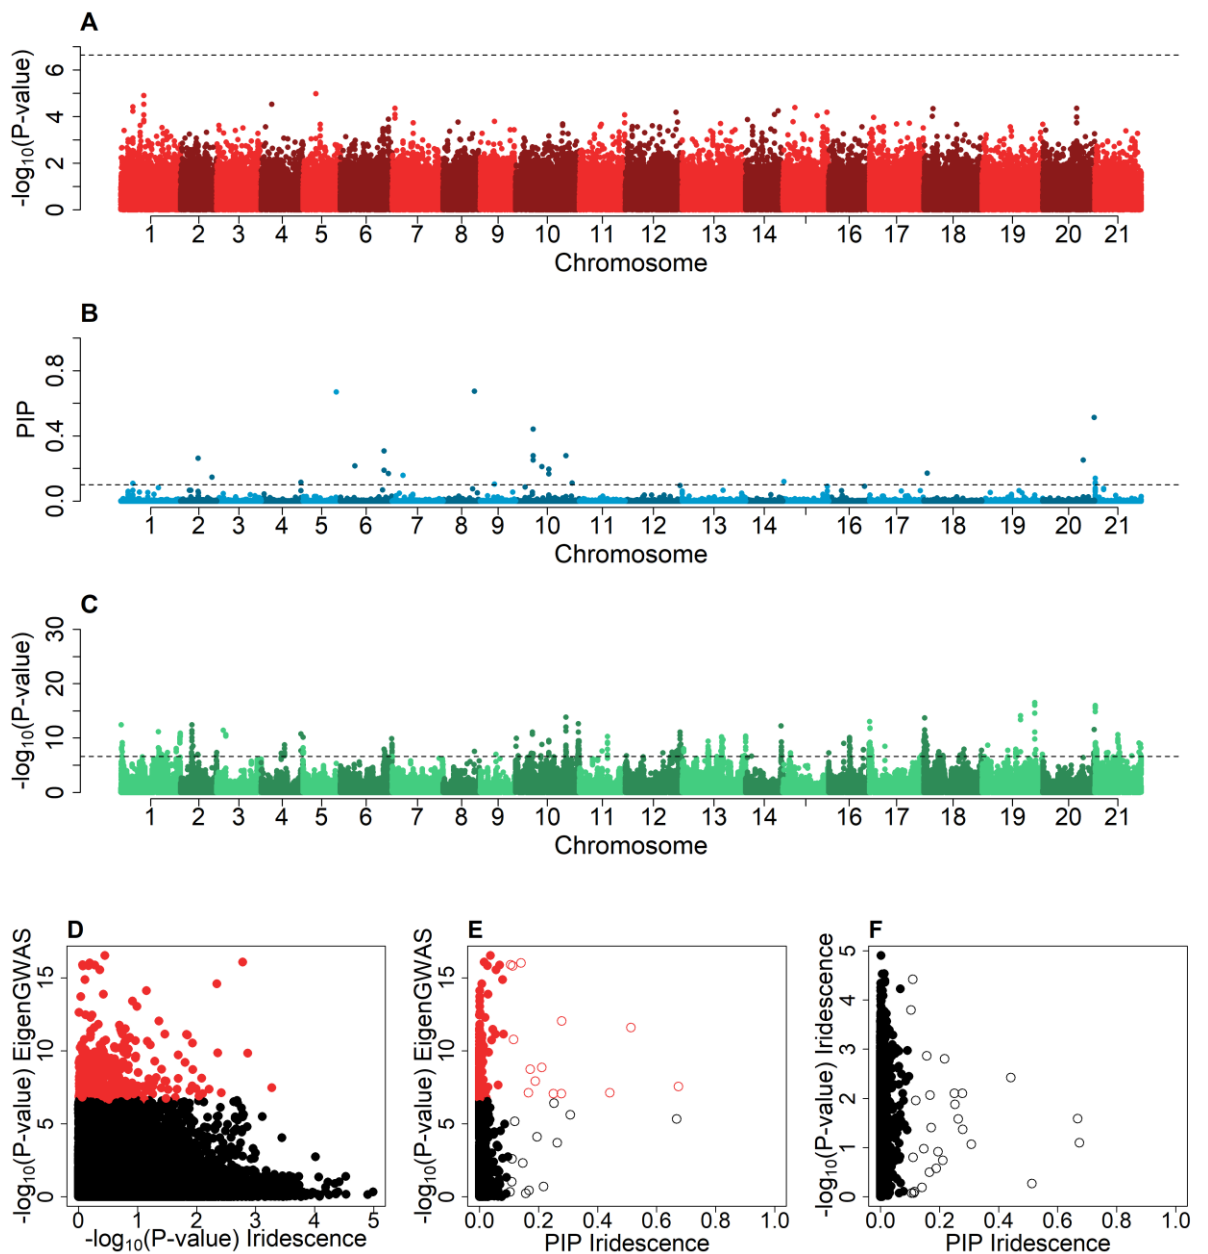 A
-log10(P-value)
6
4
2
0
1 2 3 4 5 6 7 8 9 10 11 12 13 14 16 17 18 19 20 21
Chromosome
B
PIP
0.8
0.4
0.0
1 2 3 4 5 6 7 8 9 10 11 12 13 14 16 17 18 19 20 21
Chromosome
C
-log10(P-value)
30
20
10
0
1 2 3 4 5 6 7 8 9 10 11 12 13 14 16 17 18 19 20 21
Chromosome
D
-log10(P-value) EigenGWAS
15
10
5
0
0 1 2 3 4 5
-log10(P-value) Iridescence
E
-log10(P-value) EigenGWAS
15
10
5
0
0.0 0.2 0.4 0.6 0.8 1.0
PIP Iridescence
F
-log10(P-value) Iridescence
5
4
3
2
1
0
0.0 0.2 0.4 0.6 0.8 1.0
PIP Iridescence